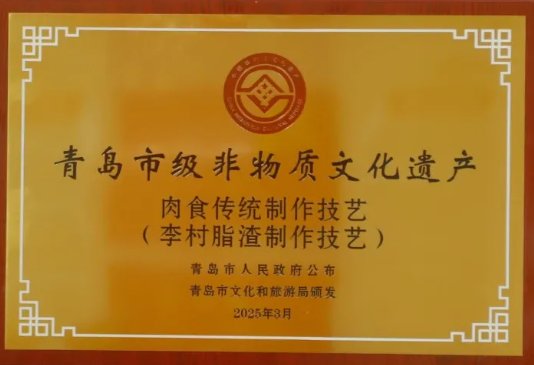 青岛市级非物质文化遗产
肉食传统制作技艺
（李村脂渣制作技艺）
青岛市人民政府公布
青岛市文化和旅游局颁发
2025年3月